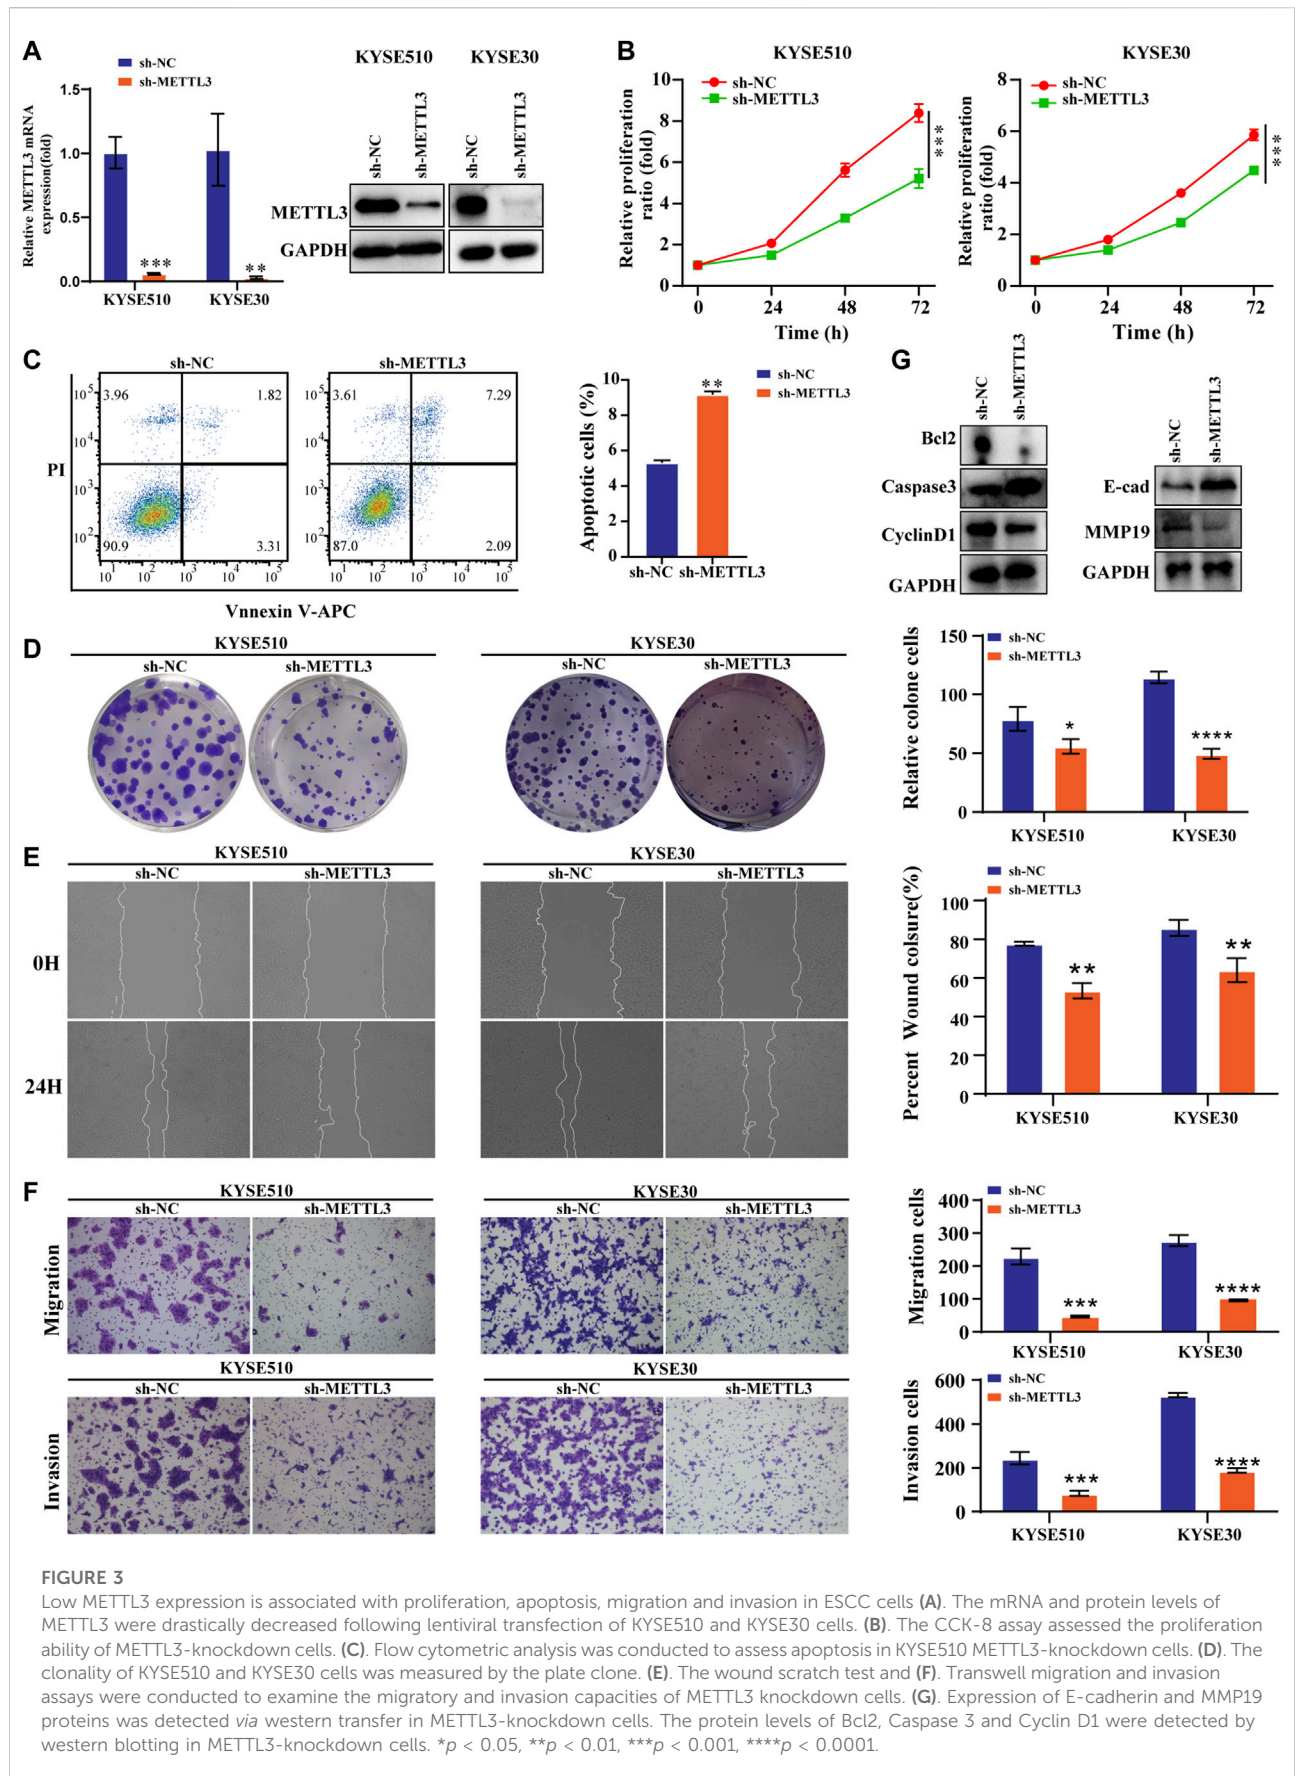 A
sh-NC
sh-METTL3
Relative METTL3 mRNA
expression(fold)
1.5
1.0
0.5
0.0
***
**
KYSE510
KYSE30
KYSE510
KYSE30
sh-NC
sh-METTL3
sh-NC
sh-METTL3
METTL3
GAPDH
B
KYSE510
sh-NC
sh-METTL3
Relative proliferation
ratio (fold)
10
8
6
4
2
0
***
0
24
48
72
Time (h)
KYSE30
sh-NC
sh-METTL3
Relative proliferation
ratio (fold)
8
6
4
2
0
***
0
24
48
72
Time (h)
C
sh-NC
sh-METTL3
PI
10⁵
10⁴
10³
10²
3.96
1.82
90.9
3.31
10¹
10²
10³
10⁴
10⁵
10⁵
10⁴
10³
10²
3.61
7.29
87.0
2.09
10¹
10²
10³
10⁴
10⁵
Vnnexin V-APC
Apoptotic cells (%)
10
8
6
4
2
0
**
sh-NC
sh-METTL3
sh-NC sh-METTL3
G
sh-NC
sh-METTL3
Bcl2
Caspase3
CyclinD1
GAPDH
sh-NC
sh-METTL3
E-cad
MMP19
GAPDH
D
KYSE510
sh-NC
sh-METTL3
KYSE30
sh-NC
sh-METTL3
Relative colone cells
150
100
50
0
sh-NC
sh-METTL3
*
****
KYSE510
KYSE30
E
KYSE510
sh-NC
sh-METTL3
KYSE30
sh-NC
sh-METTL3
0H
24H
Percent Wound colsure(%)
100
80
60
40
20
0
sh-NC
sh-METTL3
**
**
KYSE510
KYSE30
F
KYSE510
sh-NC
sh-METTL3
KYSE30
sh-NC
sh-METTL3
Migration
Migration cells
400
300
200
100
0
sh-NC
sh-METTL3
***
****
KYSE510
KYSE30
KYSE510
sh-NC
sh-METTL3
KYSE30
sh-NC
sh-METTL3
Invasion
Invasion cells
600
400
200
0
sh-NC
sh-METTL3
***
****
KYSE510
KYSE30
FIGURE 3
Low METTL3 expression is associated with proliferation, apoptosis, migration and invasion in ESCC cells (A). The mRNA and protein levels of
METTL3 were drastically decreased following lentiviral transfection of KYSE510 and KYSE30 cells. (B). The CCK-8 assay assessed the proliferation
ability of METTL3-knockdown cells. (C). Flow cytometric analysis was conducted to assess apoptosis in KYSE510 METTL3-knockdown cells. (D). The
clonality of KYSE510 and KYSE30 cells was measured by the plate clone. (E). The wound scratch test and (F). Transwell migration and invasion
assays were conducted to examine the migratory and invasion capacities of METTL3 knockdown cells. (G). Expression of E-cadherin and MMP19
proteins was detected via western transfer in METTL3-knockdown cells. The protein levels of Bcl2, Caspase 3 and Cyclin D1 were detected by
western blotting in METTL3-knockdown cells. *p < 0.05, **p < 0.01, ***p < 0.001, ****p < 0.0001.